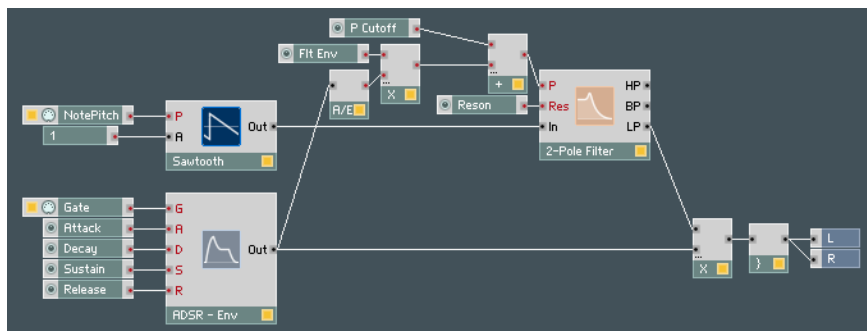 P Cutoff
Flt Env
...
...
+
A/E
X
Reson
P
Res
In
HP
BP
LP
2-Pole Filter
NotePitch
1
P
A
Out
Sawtooth
Gate
Attack
Decay
Sustain
Release
G
A
D
S
R
Out
ADSR - Env
...
X
}
L
R